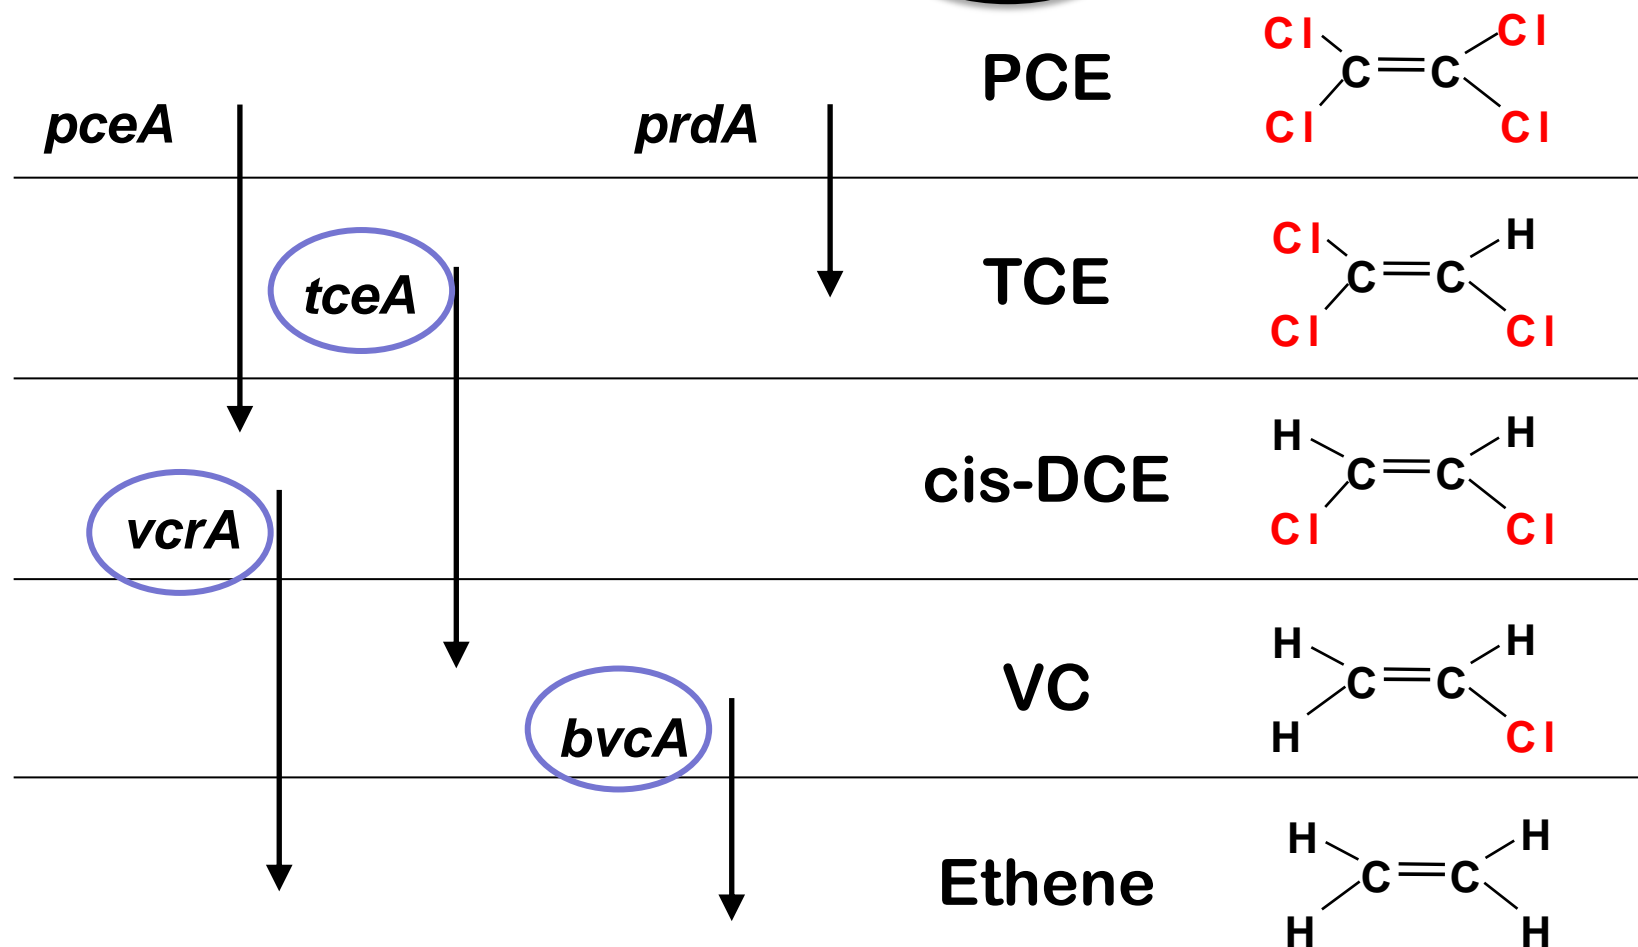 Cl Cl
PCE C C
pceA prdA
Cl Cl
Cl H
tceA TCE C C
Cl Cl
H H
cis-DCE C C
vcrA
Cl Cl
H H
VC C C
bvcA
H Cl
H H
Ethene C C
H H